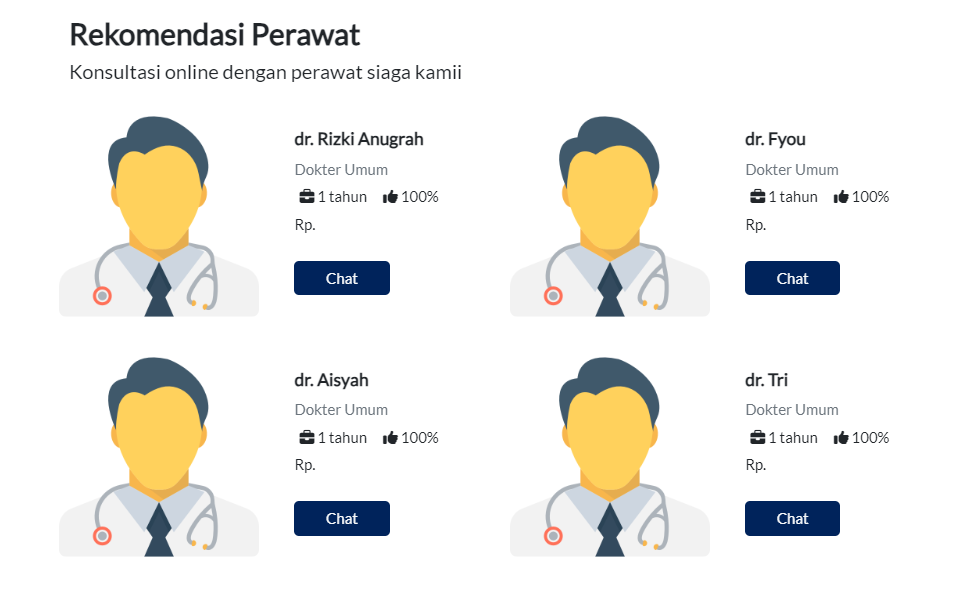 Rekomendasi Perawat
Konsultasi online dengan perawat siaga kamii
dr. Rizki Anugrah
Dokter Umum
1 tahun 100%
Rp.
Chat
dr. Fyou
Dokter Umum
1 tahun 100%
Rp.
Chat
dr. Aisyah
Dokter Umum
1 tahun 100%
Rp.
Chat
dr. Tri
Dokter Umum
1 tahun 100%
Rp.
Chat